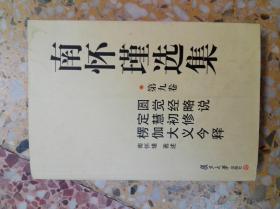 南怀瑾选集
第九卷
圆觉经略说
定慧初修
楞伽大义今释
南怀瑾 著述